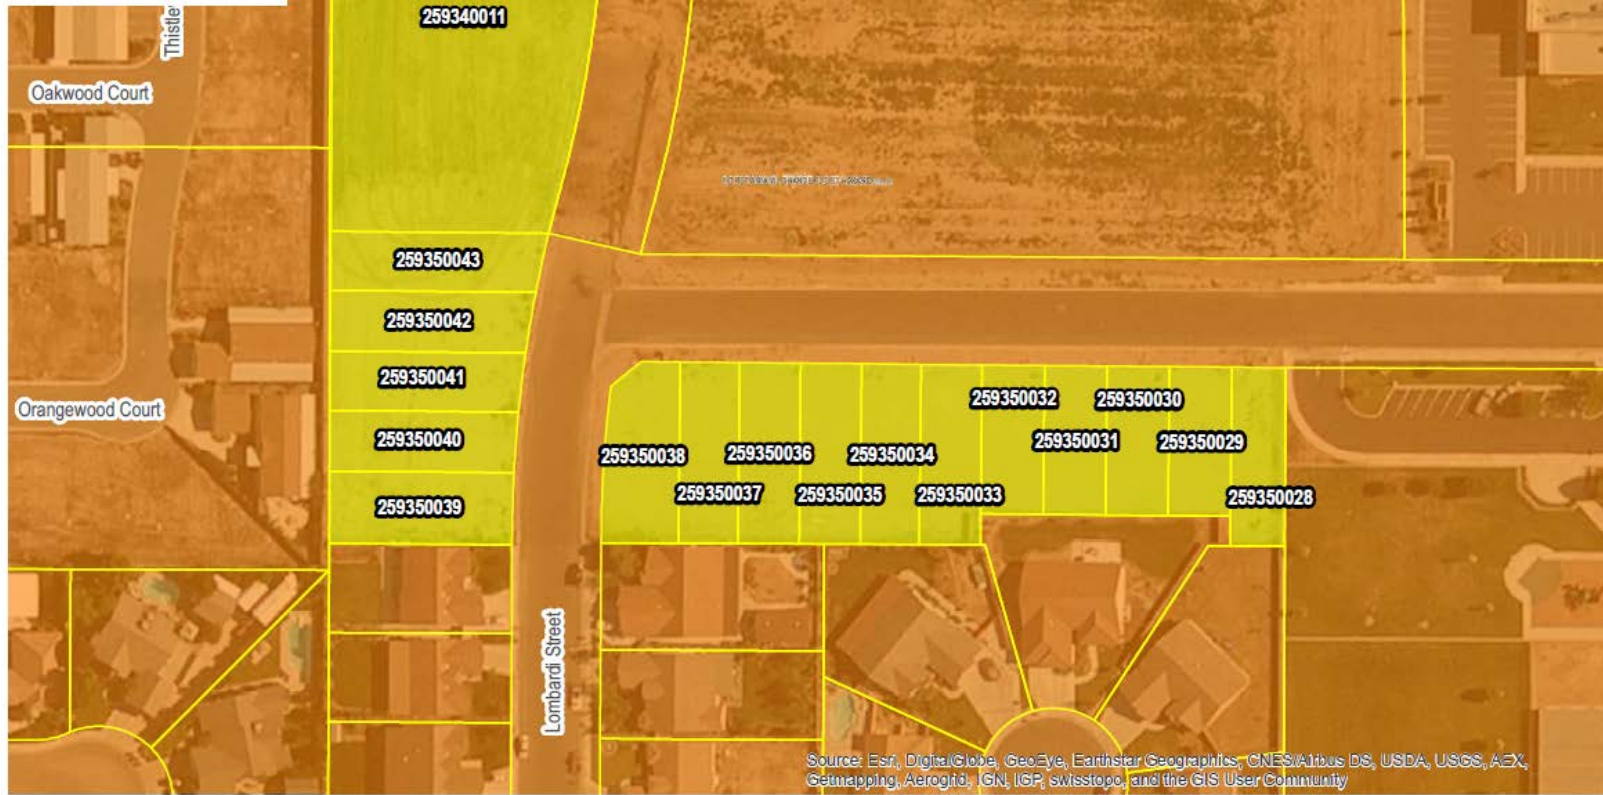 Thistle
259340011
Oakwood Court
259350043
259350042
259350041
Orangewood Court
259350040
259350039
259350032
259350030
259350031
259350029
259350038
259350036
259350034
259350037
259350035
259350033
259350028
Lombardi Street
Source: Esri, DigitalGlobe, GeoEye, Earthstar Geographics, CNES/Airbus DS, USDA, USGS, AEX,
Getmapping, Aerogrid, IGN, IGP, swisstopo, and the GIS User Community